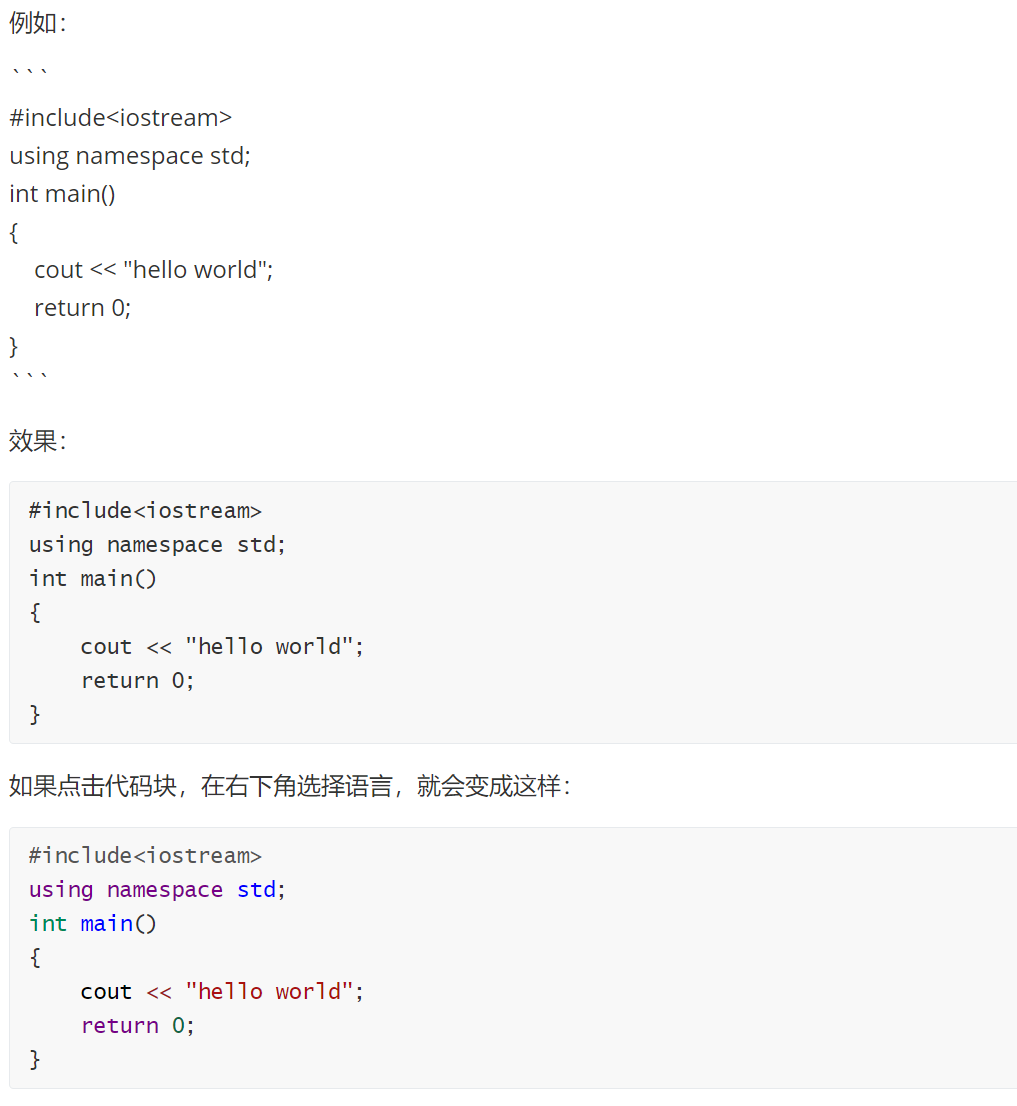 例如：
```
#include<iostream>
using namespace std;
int main()
{
    cout << "hello world";
    return 0;
}
```
效果：
#include<iostream>
using namespace std;
int main()
{
    cout << "hello world";
    return 0;
}
如果点击代码块，在右下角选择语言，就会变成这样：
#include<iostream>
using namespace std;
int main()
{
    cout << "hello world";
    return 0;
}